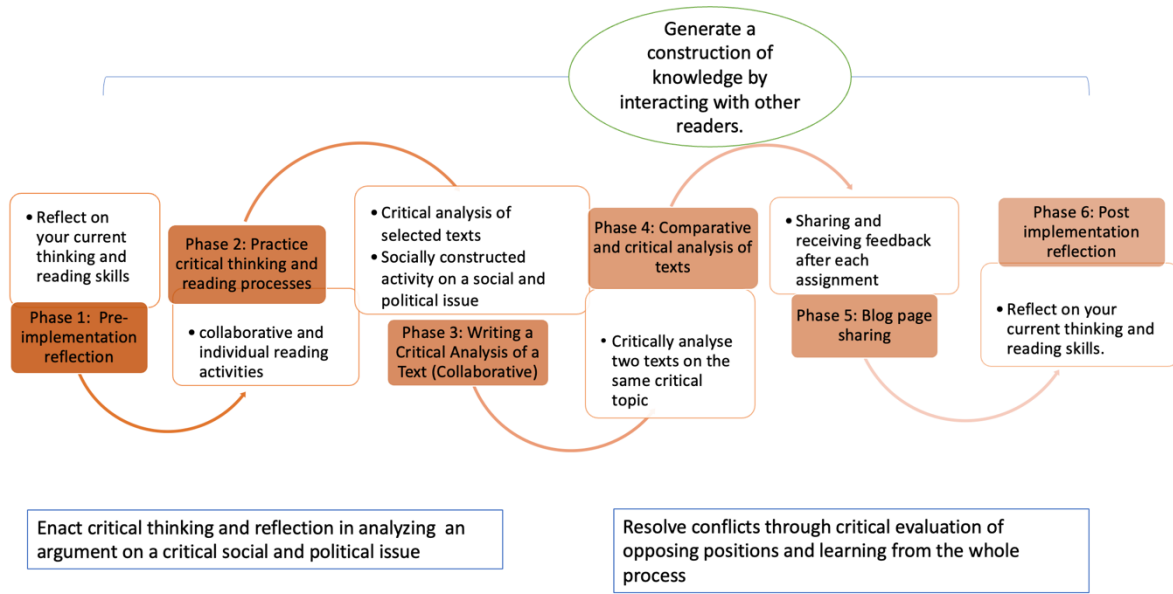 Generate a
construction of
knowledge by
interacting with other
readers.
• Reflect on
your current
thinking and
reading skills
Phase 1: Pre-
implementation
reflection
Phase 2: Practice
critical thinking and
reading processes
• collaborative and
individual reading
activities
• Critical analysis of
selected texts
• Socially constructed
activity on a social and
political issue
Phase 3: Writing a
Critical Analysis of a
Text (Collaborative)
Phase 4: Comparative
and critical analysis of
texts
• Critically analyse
two texts on the
same critical
topic
• Sharing and
receiving feedback
after each
assignment
Phase 5: Blog page
sharing
Phase 6: Post
implementation
reflection
• Reflect on your
current thinking and
reading skills.
Enact critical thinking and reflection in analyzing an
argument on a critical social and political issue
Resolve conflicts through critical evaluation of
opposing positions and learning from the whole
process